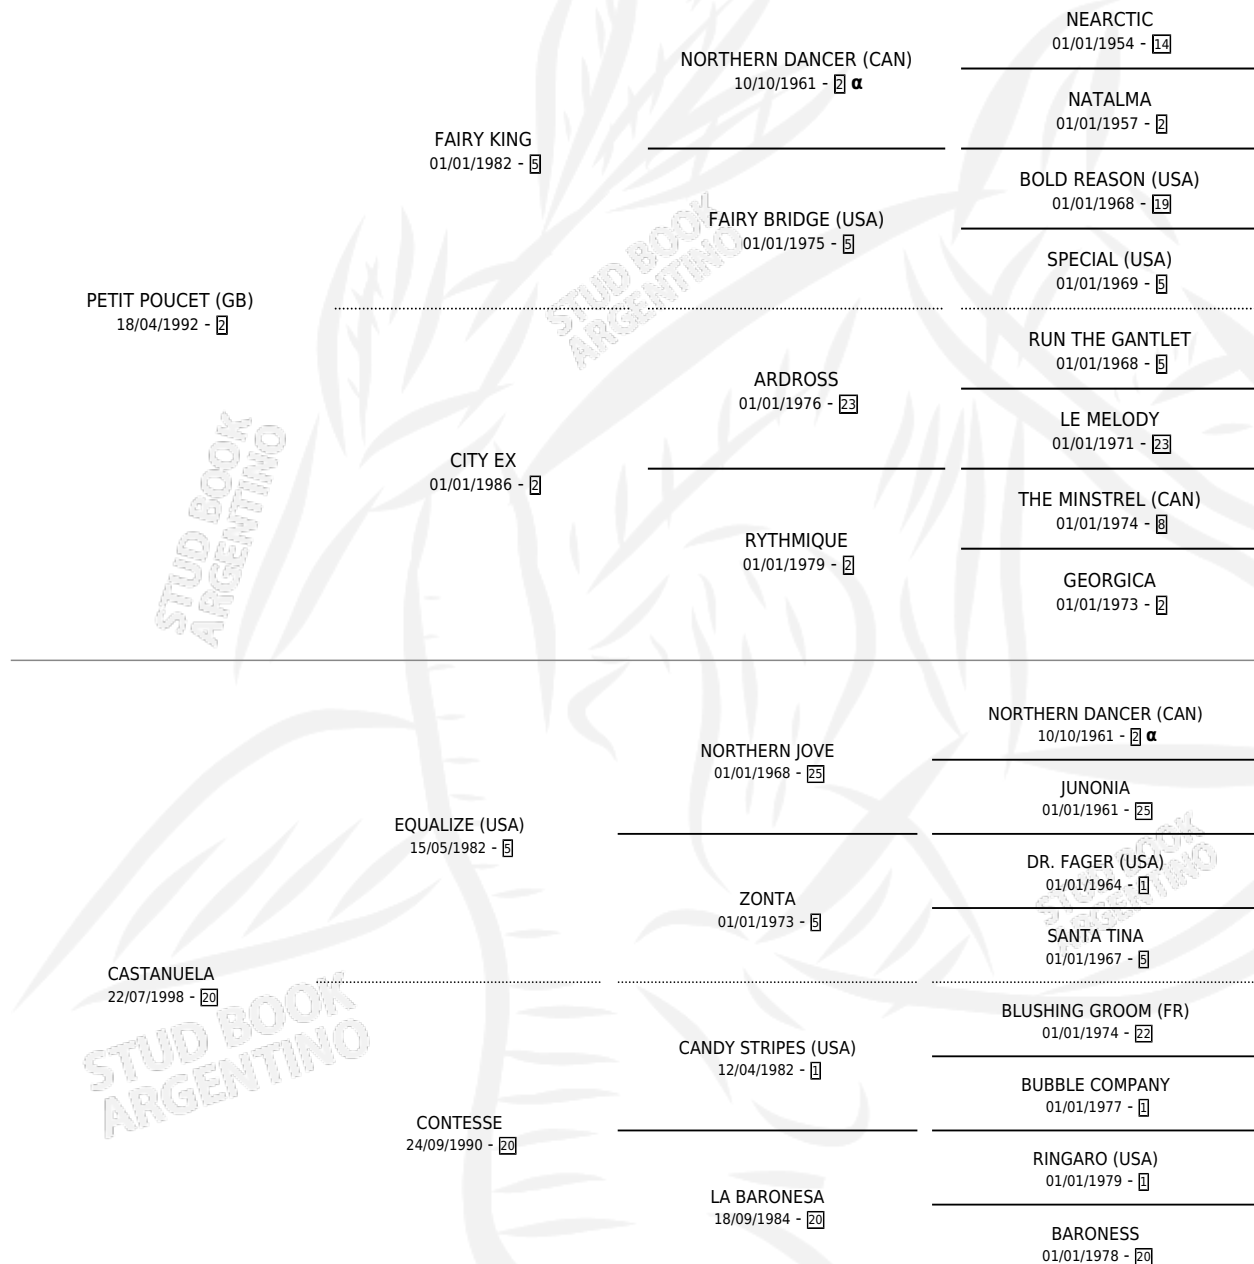 NEARCTIC
01/01/1954 - 14
NORTHERN DANCER (CAN)
10/10/1961 - 2 α
NATALMA
01/01/1957 - 2
FAIRY KING
01/01/1982 - 5
BOLD REASON (USA)
01/01/1968 - 19
FAIRY BRIDGE (USA)
01/01/1975 - 5
SPECIAL (USA)
01/01/1969 - 5
PETIT POUCET (GB)
18/04/1992 - 2
RUN THE GANTLET
01/01/1968 - 5
ARDROSS
01/01/1976 - 23
LE MELODY
01/01/1971 - 23
CITY EX
01/01/1986 - 2
THE MINSTREL (CAN)
01/01/1974 - 8
RYTHMIQUE
01/01/1979 - 2
GEORGICA
01/01/1973 - 2
NORTHERN DANCER (CAN)
10/10/1961 - 2 α
NORTHERN JOVE
01/01/1968 - 25
JUNONIA
01/01/1961 - 25
EQUALIZE (USA)
15/05/1982 - 5
DR. FAGER (USA)
01/01/1964 - 1
ZONTA
01/01/1973 - 5
SANTA TINA
01/01/1967 - 5
CASTANUELA
22/07/1998 - 20
BLUSHING GROOM (FR)
01/01/1974 - 22
CANDY STRIPES (USA)
12/04/1982 - 1
BUBBLE COMPANY
01/01/1977 - 1
CONTESSE
24/09/1990 - 20
RINGARO (USA)
01/01/1979 - 1
LA BARONESA
18/09/1984 - 20
BARONESS
01/01/1978 - 20
STUD BOOK
ARGENTINO
STUD BOOK
ARGENTINO
STUD BOOK
ARGENTINO
STUD BOOK
ARGENTINO